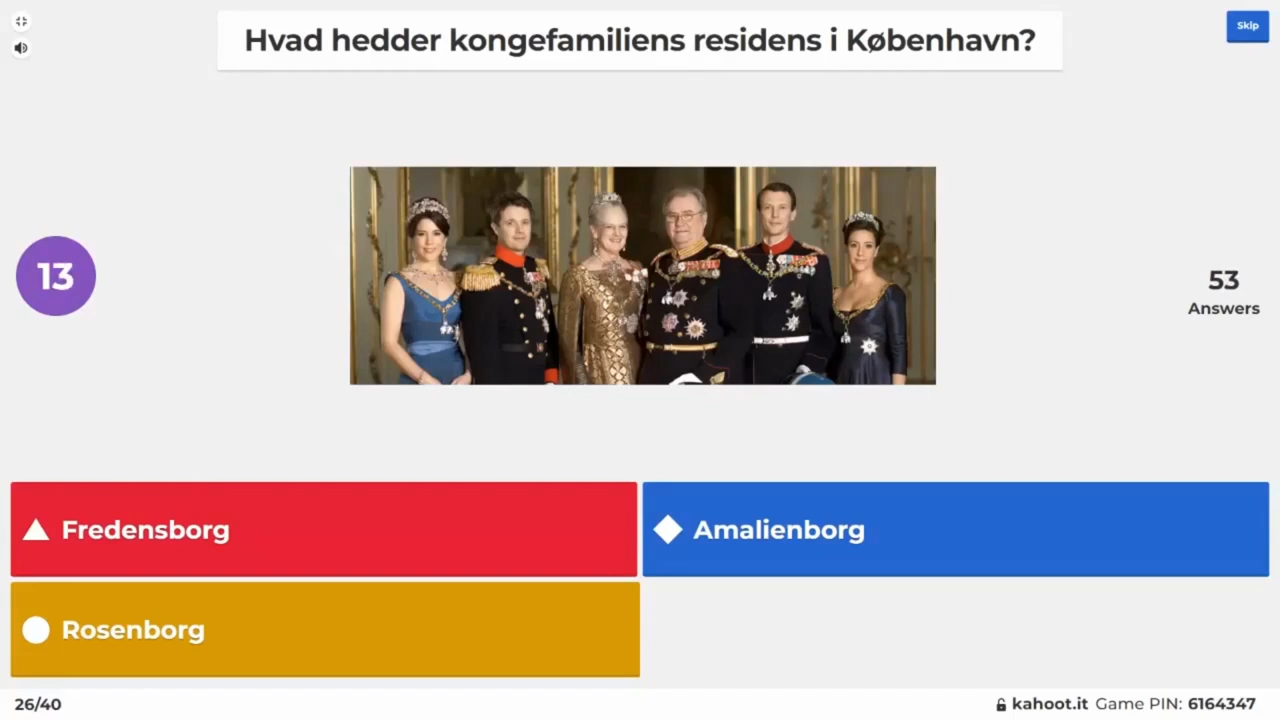 Hvad hedder kongefamiliens residens i København?
Skip
13
53
Answers
Fredensborg
Amalienborg
Rosenborg
26/40
kahoot.it Game PIN: 6164347